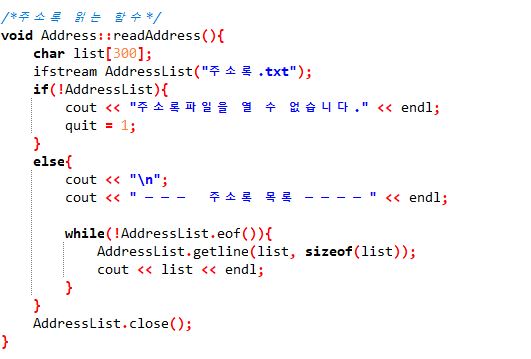 /*주소록 읽는 함수*/
void Address::readAddress(){
char list[300];
ifstream AddressList("주소록.txt");
if(!AddressList){
cout << "주소록파일을 열 수 없습니다." << endl;
quit = 1;
}
else{
cout << "\n";
cout << " ㅡㅡㅡ 주소록 목록 ㅡㅡㅡㅡ" << endl;
while(!AddressList.eof()){
AddressList.getline(list, sizeof(list));
cout << list << endl;
}
}
AddressList.close();
}